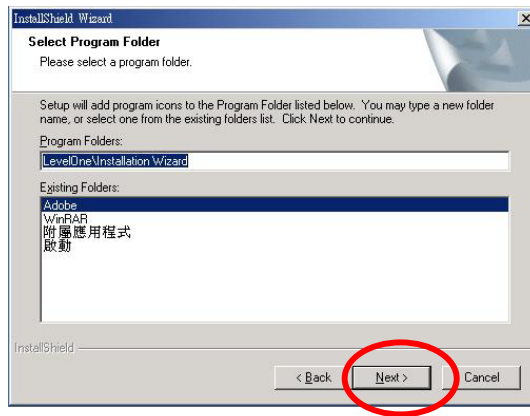 InstallShield Wizard
Select Program Folder
Please select a program folder.
Setup will add program icons to the Program Folder listed below. You may type a new folder
name, or select one from the existing folders list. Click Next to continue.
Program Folders:
LevelOne\Installation Wizard
Existing Folders:
Adobe
WinRAR
附屬應用程式
啟動
InstallShield
< Back
Next >
Cancel